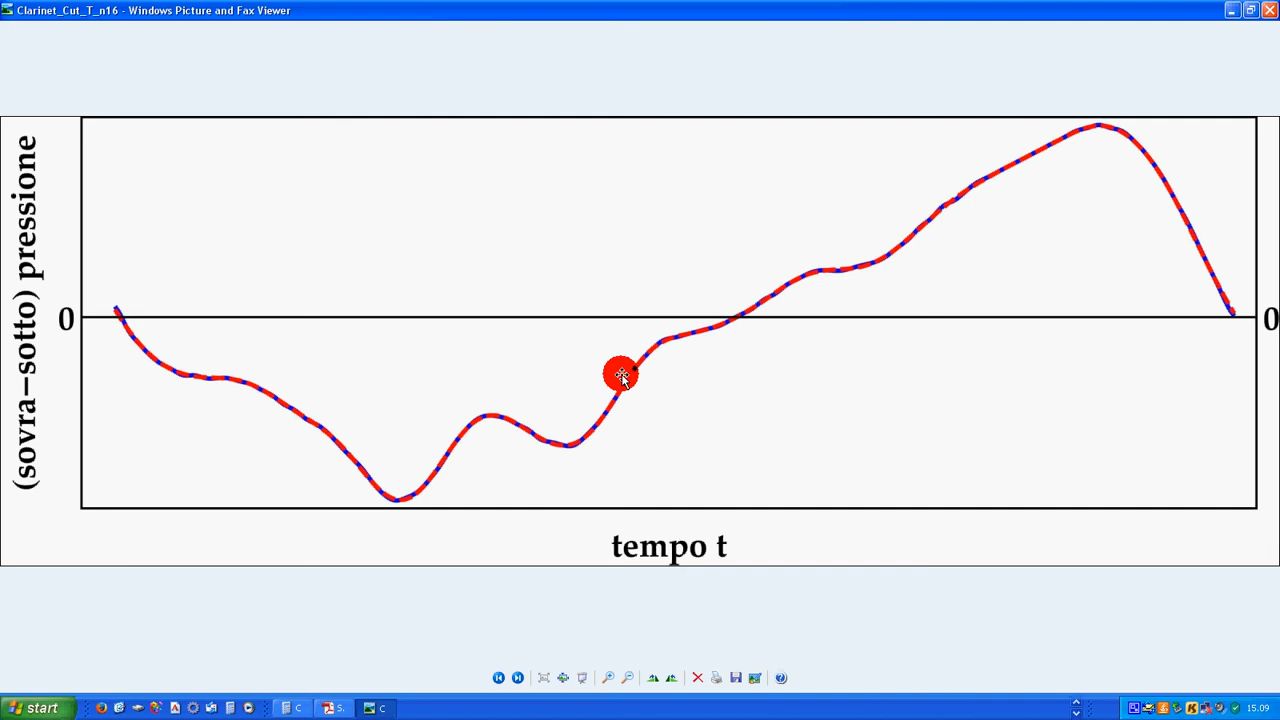 Clarinet_Cut_T_n16 - Windows Picture and Fax Viewer
(sovra−sotto) pressione
0
0
tempo t
start
C
S.
C
15.09